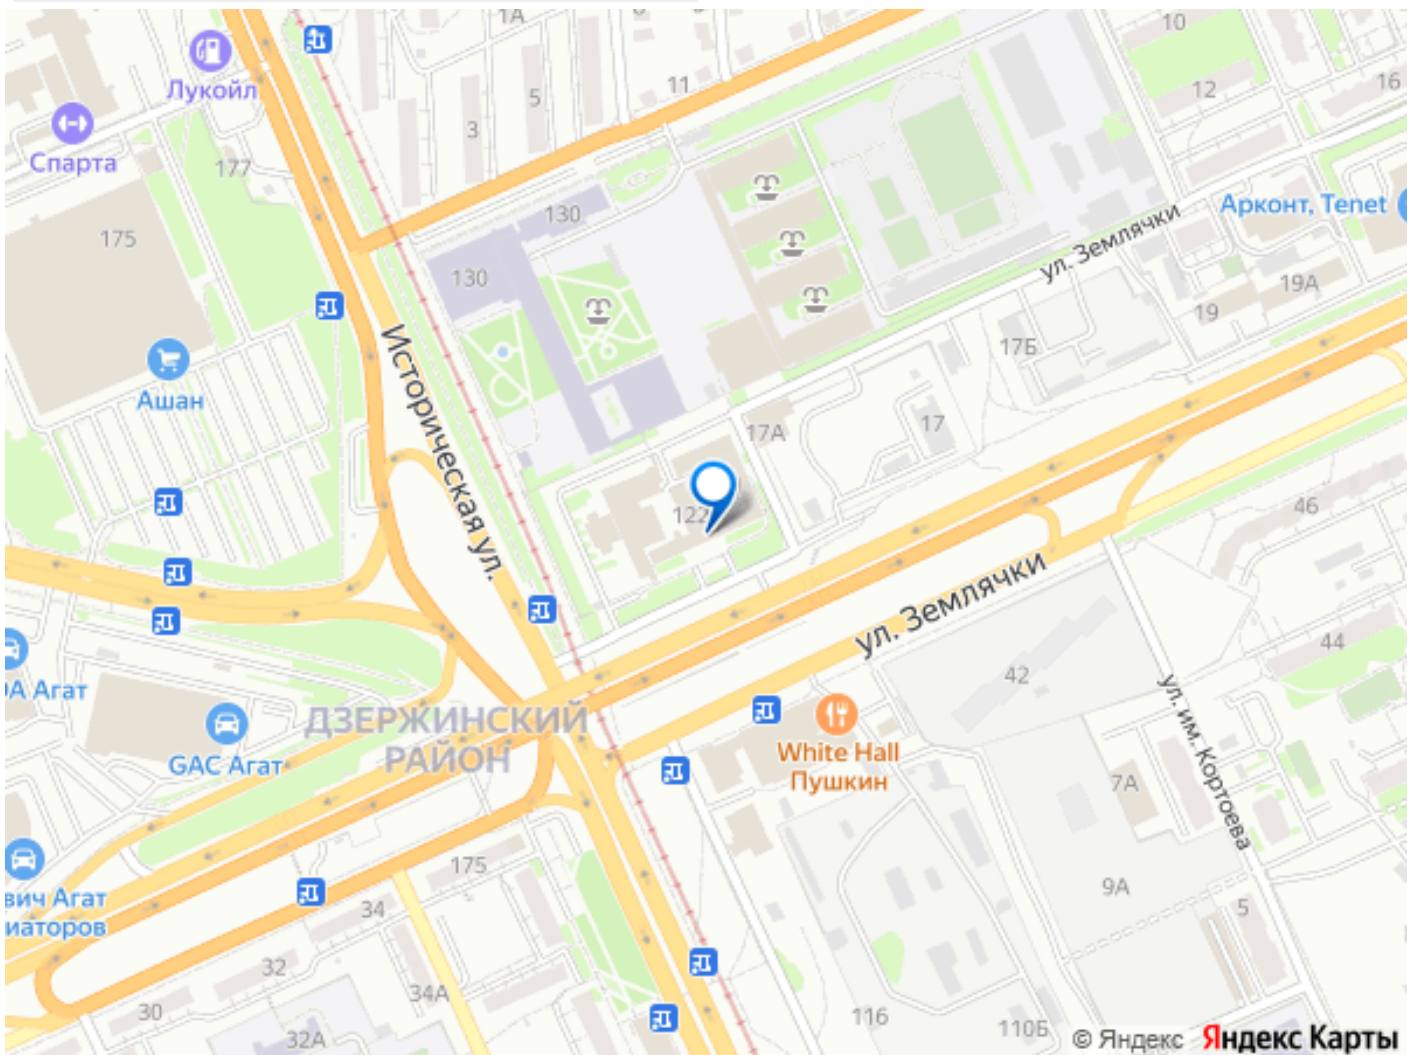 1А
10
Лукойл
11
5
12
16
3
Спарта
177
130
175
Арконт, Tenet
ул. Землячки
130
19А
19
17Б
Историческая ул.
Ашан
17А
17
122
46
ул. Землячки
44
А Агат
42
ул. им. Кортоева
ДЗЕРЖИНСКИЙ
РАЙОН
GAC Агат
White Hall
Пушкин
7А
175
9А
вич Агат
иаторов
34
5
32
34А
30
116
110Б
32А
© Яндекс Яндекс Карты